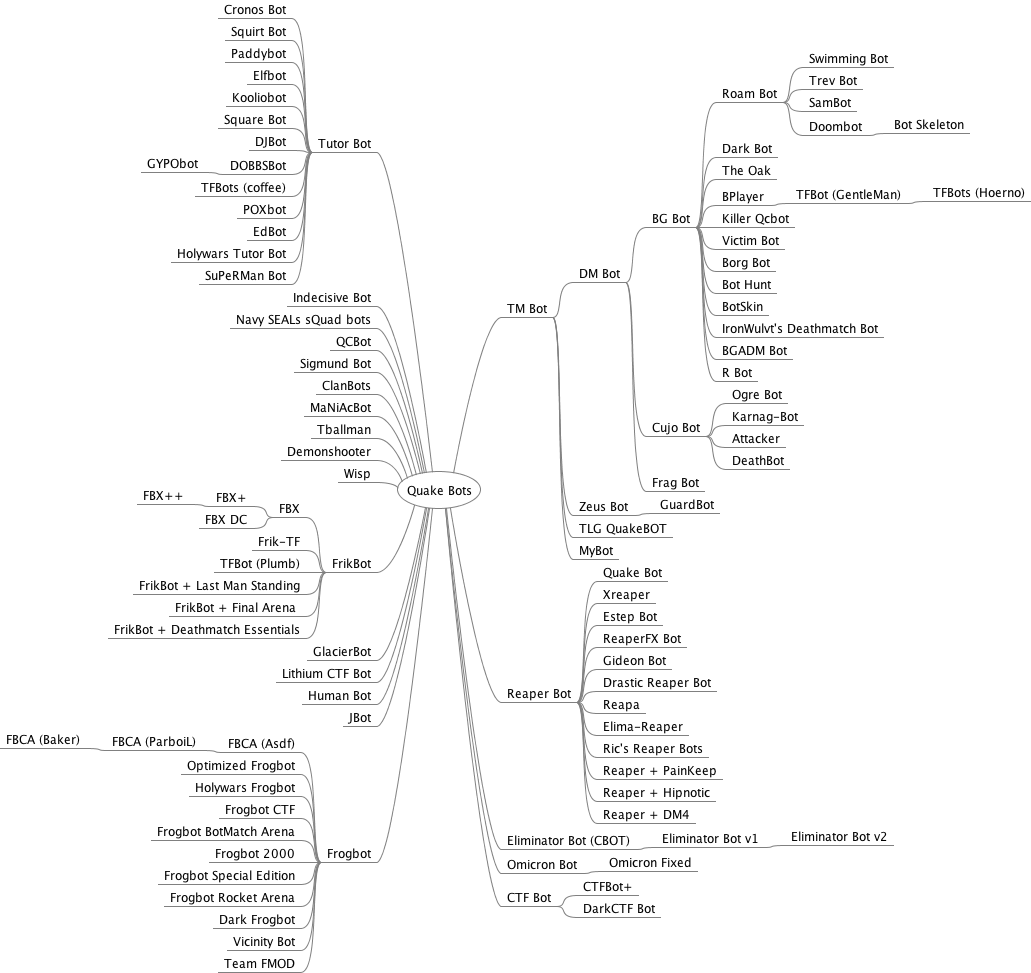 Quake Bots
Tutor Bot
Cronos Bot
Squirt Bot
Paddybot
Elfbot
Kooliobot
Square Bot
DJBot
DOBBSBot
GYPObot
TFBots (coffee)
POXbot
EdBot
Holywars Tutor Bot
SuPeRMan Bot
Indecisive Bot
Navy SEALs sQuad bots
QCBot
Sigmund Bot
ClanBots
MaNiAcBot
Tballman
Demonshooter
Wisp
FrikBot
FBX
FBX+
FBX++
FBX DC
Frik-TF
TFBot (Plumb)
FrikBot + Last Man Standing
FrikBot + Final Arena
FrikBot + Deathmatch Essentials
GlacierBot
Lithium CTF Bot
Human Bot
JBot
Frogbot
FBCA (Asdf)
FBCA (ParboiL)
FBCA (Baker)
Optimized Frogbot
Holywars Frogbot
Frogbot CTF
Frogbot BotMatch Arena
Frogbot 2000
Frogbot Special Edition
Frogbot Rocket Arena
Dark Frogbot
Vicinity Bot
Team FMOD
TM Bot
DM Bot
BG Bot
Roam Bot
Swimming Bot
Trev Bot
SamBot
Doombot
Bot Skeleton
Dark Bot
The Oak
BPlayer
TFBot (GentleMan)
TFBots (Hoerno)
Killer Qcbot
Victim Bot
Borg Bot
Bot Hunt
BotSkin
IronWulvt's Deathmatch Bot
BGADM Bot
R Bot
Cujo Bot
Ogre Bot
Karnag-Bot
Attacker
DeathBot
Frag Bot
Zeus Bot
GuardBot
TLG QuakeBOT
MyBot
Reaper Bot
Quake Bot
Xreaper
Estep Bot
ReaperFX Bot
Gideon Bot
Drastic Reaper Bot
Reapa
Elima-Reaper
Ric's Reaper Bots
Reaper + PainKeep
Reaper + Hipnotic
Reaper + DM4
Eliminator Bot (CBOT)
Eliminator Bot v1
Eliminator Bot v2
Omicron Bot
Omicron Fixed
CTF Bot
CTFBot+
DarkCTF Bot